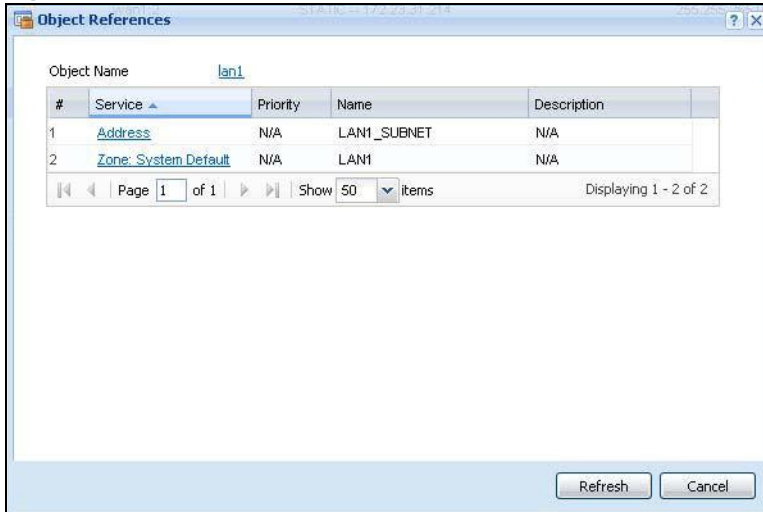 Object References
Object Name lan1
# Service Priority Name Description
1 Address N/A LAN1_SUBNET N/A
2 Zone: System Default N/A LAN1 N/A
Page 1 of 1 Show 50 items Displaying 1 - 2 of 2
Refresh Cancel